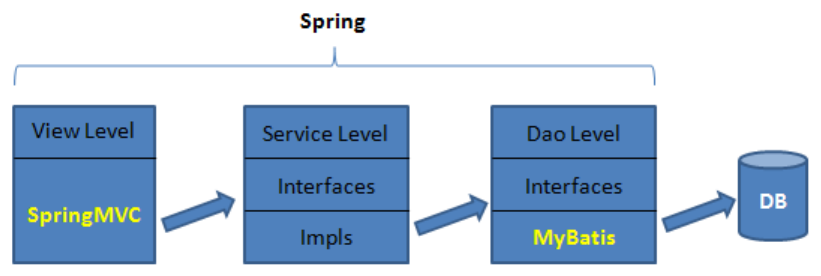 Spring
View Level
SpringMVC
Service Level
Interfaces
Impls
Dao Level
Interfaces
MyBatis
DB